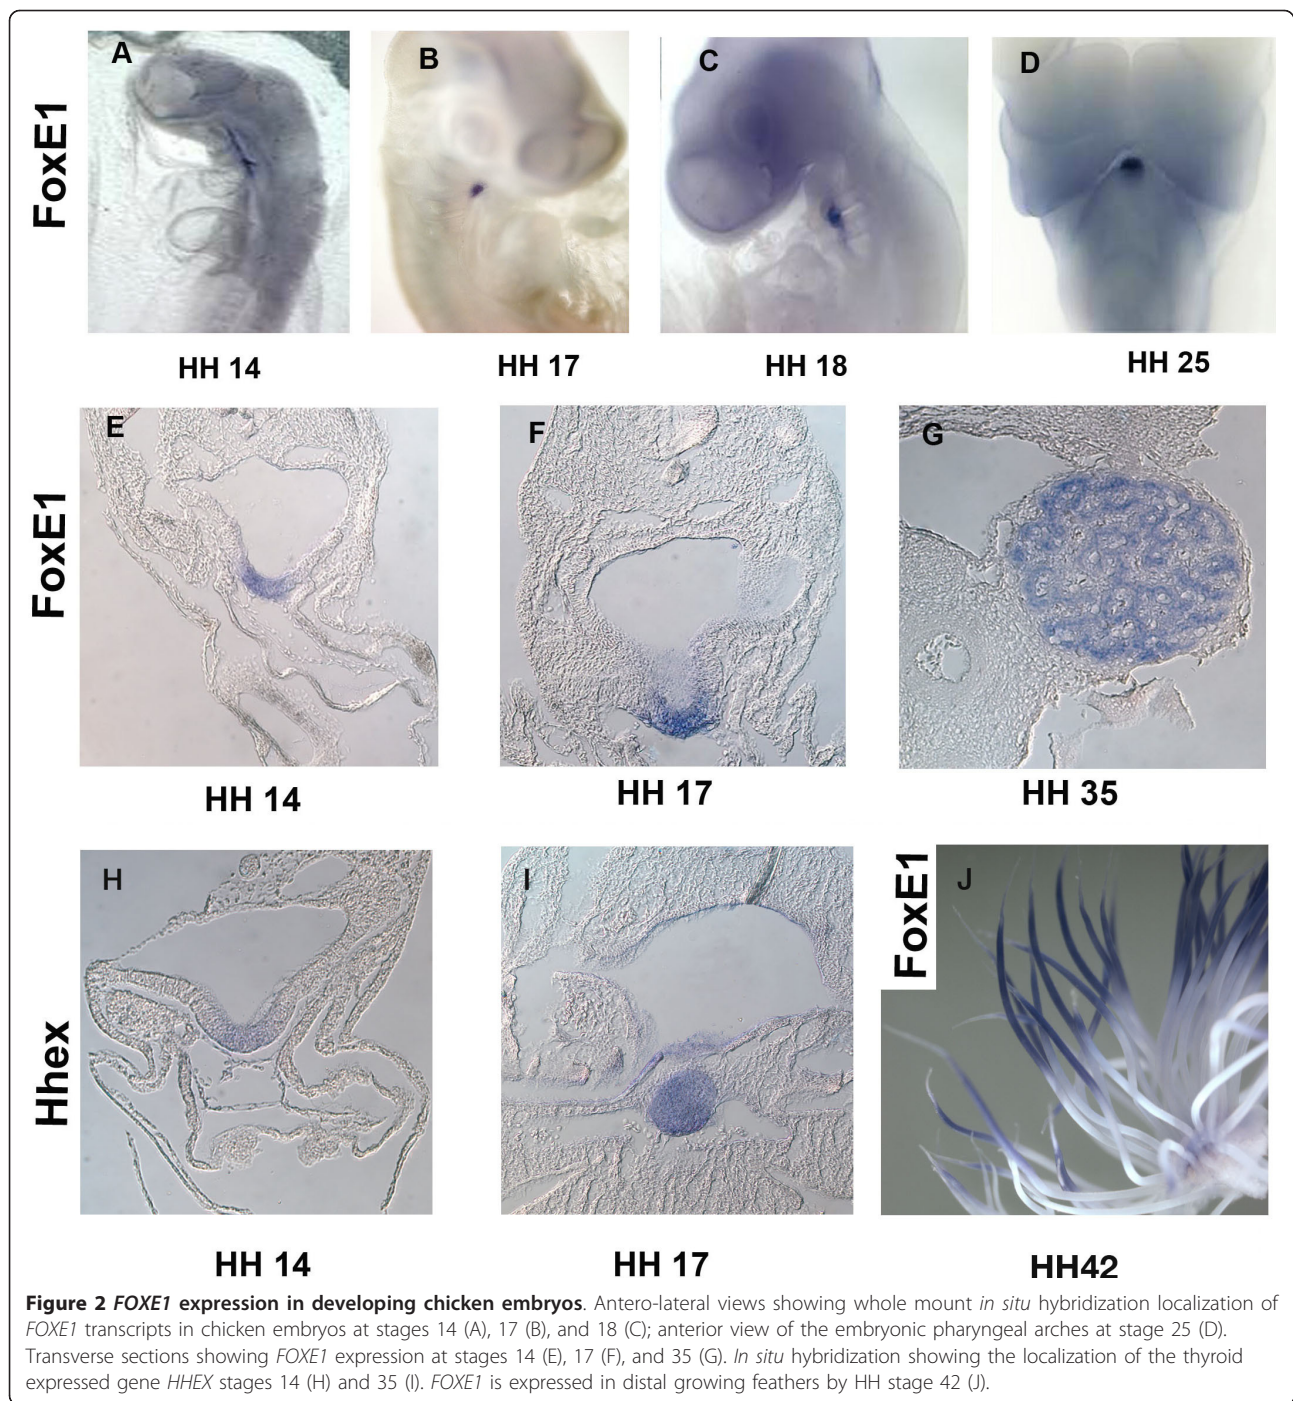 FoxE1
A
B
C
D
HH 14
HH 17
HH 18
HH 25
FoxE1
E
F
G
HH 14
HH 17
HH 35
Hhex
H
I
FoxE1
J
HH 14
HH 17
HH42
Figure 2 FOXE1 expression in developing chicken embryos. Antero-lateral views showing whole mount in situ hybridization localization of
FOXE1 transcripts in chicken embryos at stages 14 (A), 17 (B), and 18 (C); anterior view of the embryonic pharyngeal arches at stage 25 (D).
Transverse sections showing FOXE1 expression at stages 14 (E), 17 (F), and 35 (G). In situ hybridization showing the localization of the thyroid
expressed gene HHEX stages 14 (H) and 35 (I). FOXE1 is expressed in distal growing feathers by HH stage 42 (J).